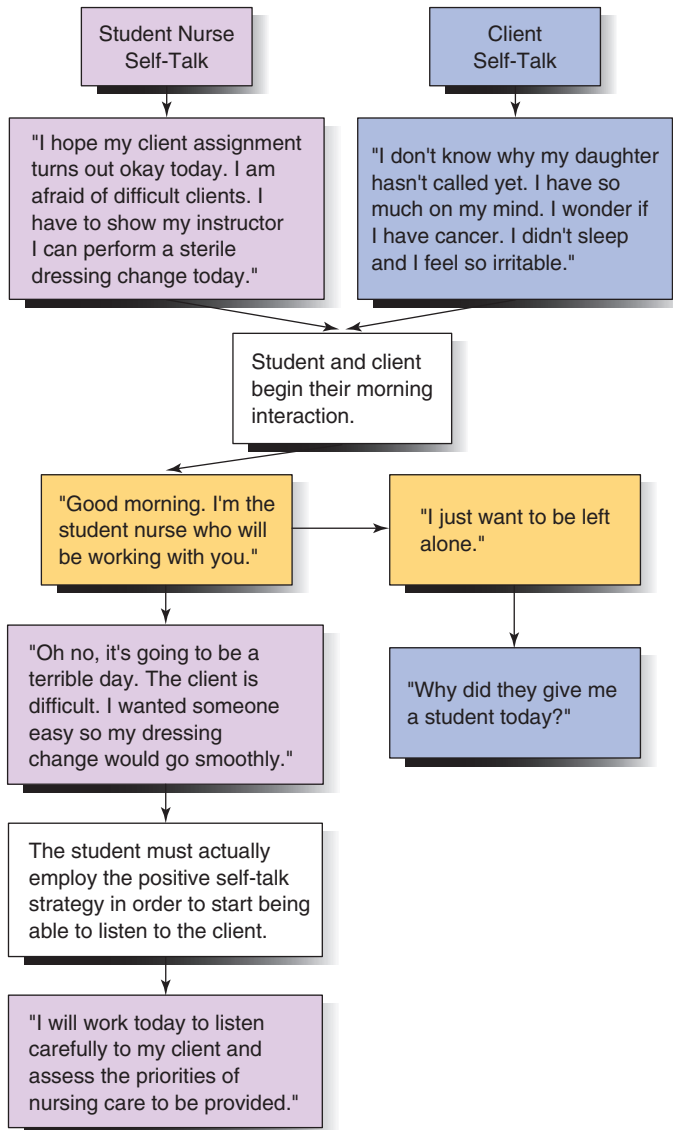 Student Nurse
Self-Talk
Client
Self-Talk
"I hope my client assignment
turns out okay today. I am
afraid of difficult clients. I
have to show my instructor
I can perform a sterile
dressing change today."
"I don't know why my daughter
hasn't called yet. I have so
much on my mind. I wonder if
I have cancer. I didn't sleep
and I feel so irritable."
Student and client
begin their morning
interaction.
"Good morning. I'm the
student nurse who will
be working with you."
"I just want to be left
alone."
"Oh no, it's going to be a
terrible day. The client is
difficult. I wanted someone
easy so my dressing
change would go smoothly."
"Why did they give me
a student today?"
The student must actually
employ the positive self-talk
strategy in order to start being
able to listen to the client.
"I will work today to listen
carefully to my client and
assess the priorities of
nursing care to be provided."